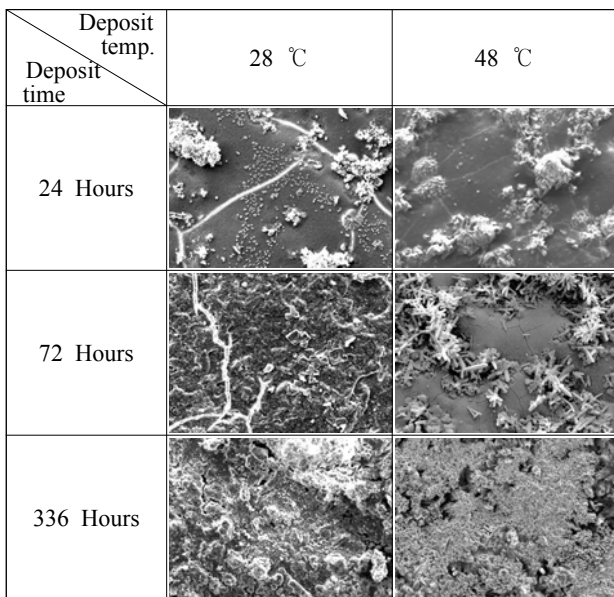 Deposit
temp.
Deposit
time
28 ℃
48 ℃
24 Hours
72 Hours
336 Hours